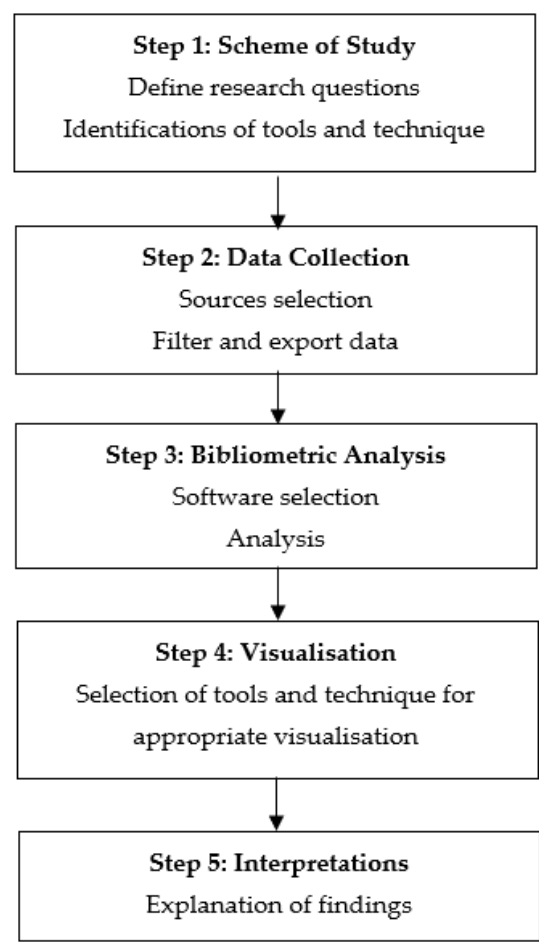 Step 1: Scheme of Study
Define research questions
Identifications of tools and technique
Step 2: Data Collection
Sources selection
Filter and export data
Step 3: Bibliometric Analysis
Software selection
Analysis
Step 4: Visualisation
Selection of tools and technique for
appropriate visualisation
Step 5: Interpretations
Explanation of findings